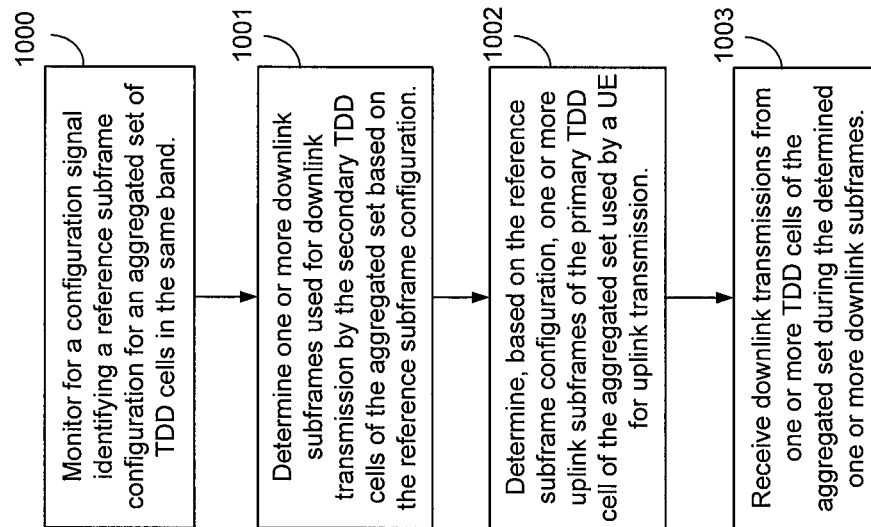 1000
Monitor for a configuration signal
identifying a reference subframe
configuration for an aggregated set of
TDD cells in the same band.
1001
Determine one or more downlink
subframes used for downlink
transmission by the secondary TDD
cells of the aggregated set based on
the reference subframe configuration.
1002
Determine, based on the reference
subframe configuration, one or more
uplink subframes of the primary TDD
cell of the aggregated set used by a UE
for uplink transmission.
1003
Receive downlink transmissions from
one or more TDD cells of the
aggregated set during the determined
one or more downlink subframes.